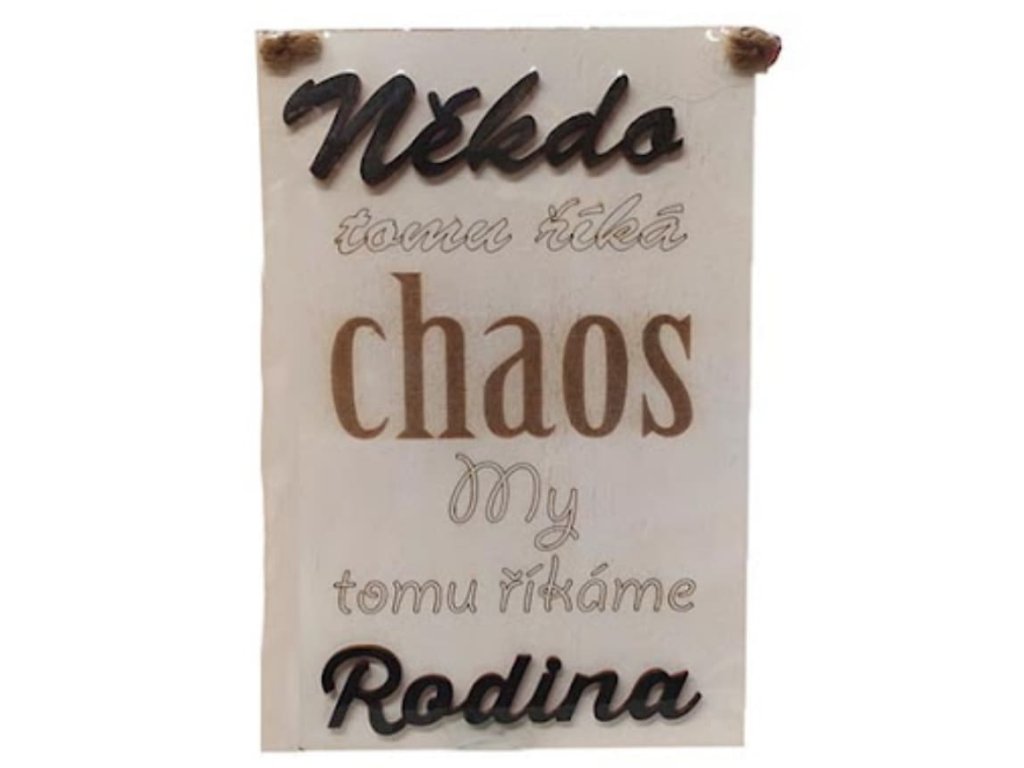 Někdo
tomu říká
chaos
My
tomu říkáme
Rodina